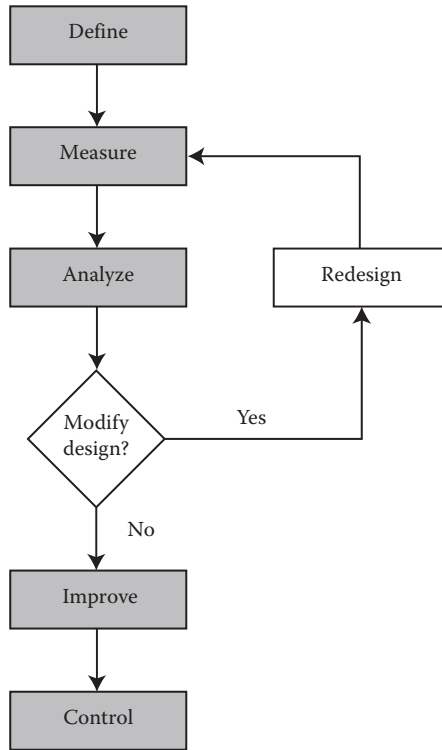 Define
Measure
Analyze
Redesign
Modify
design?
Yes
No
Improve
Control